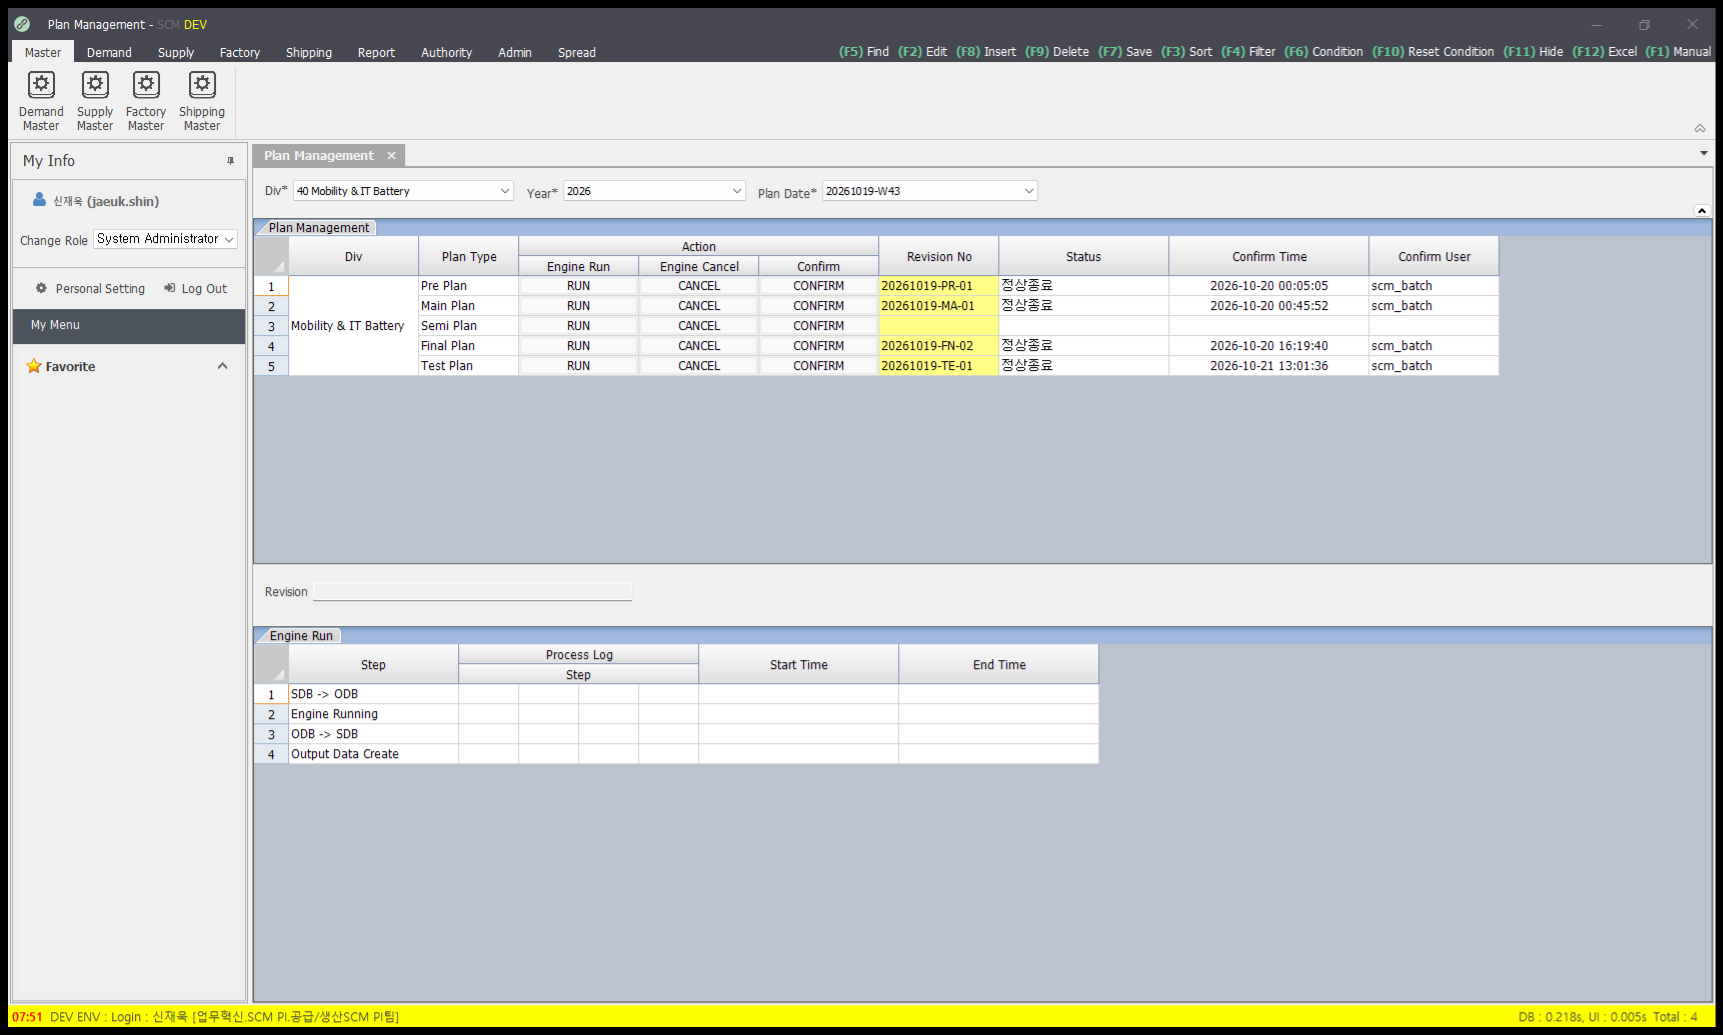 Plan Management - SCM DEV
Master Demand Supply Factory Shipping Report Authority Admin Spread (F5) Find (F2) Edit (F8) Insert (F9) Delete (F7) Save (F3) Sort (F4) Filter (F6) Condition (F10) Reset Condition (F11) Hide (F12) Excel (F1) Manual
Demand Master Supply Master Factory Master Shipping Master
My Info
신재욱 (jaeuk.shin)
Change Role System Administrator
Personal Setting Log Out
My Menu
Favorite
Plan Management
Div* 40 Mobility & IT Battery Year* 2026 Plan Date* 20261019-W43
Plan Management
Div Plan Type Action Revision No Status Confirm Time Confirm User
Engine Run Engine Cancel Confirm
1 Pre Plan RUN CANCEL CONFIRM 20261019-PR-01 정상종료 2026-10-20 00:05:05 scm_batch
2 Main Plan RUN CANCEL CONFIRM 20261019-MA-01 정상종료 2026-10-20 00:45:52 scm_batch
3 Mobility & IT Battery Semi Plan RUN CANCEL CONFIRM
4 Final Plan RUN CANCEL CONFIRM 20261019-FN-02 정상종료 2026-10-20 16:19:40 scm_batch
5 Test Plan RUN CANCEL CONFIRM 20261019-TE-01 정상종료 2026-10-21 13:01:36 scm_batch
Revision
Engine Run
Step Process Log Start Time End Time
Step
1 SDB -> ODB
2 Engine Running
3 ODB -> SDB
4 Output Data Create
07:51 DEV ENV : Login : 신재욱 [업무혁신.SCM PI.공급/생산SCM PI팀] DB : 0.218s, UI : 0.005s Total : 4